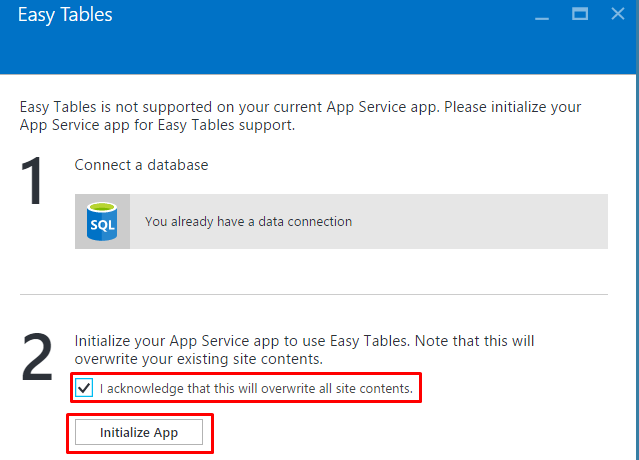 Easy Tables
Easy Tables is not supported on your current App Service app. Please initialize your
App Service app for Easy Tables support.
1
Connect a database
SQL
You already have a data connection
2
Initialize your App Service app to use Easy Tables. Note that this will
overwrite your existing site contents.
I acknowledge that this will overwrite all site contents.
Initialize App